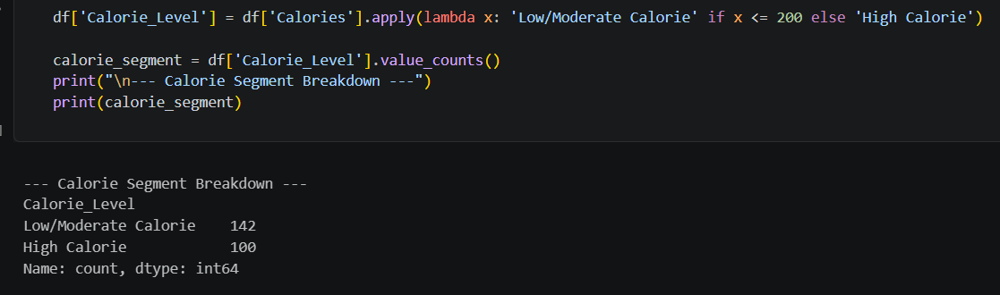 df['Calorie_Level'] = df['Calories'].apply(lambda x: 'Low/Moderate Calorie' if x <= 200 else 'High Calorie')

calorie_segment = df['Calorie_Level'].value_counts()
print("\n--- Calorie Segment Breakdown ---")
print(calorie_segment)

--- Calorie Segment Breakdown ---
Calorie_Level
Low/Moderate Calorie    142
High Calorie            100
Name: count, dtype: int64